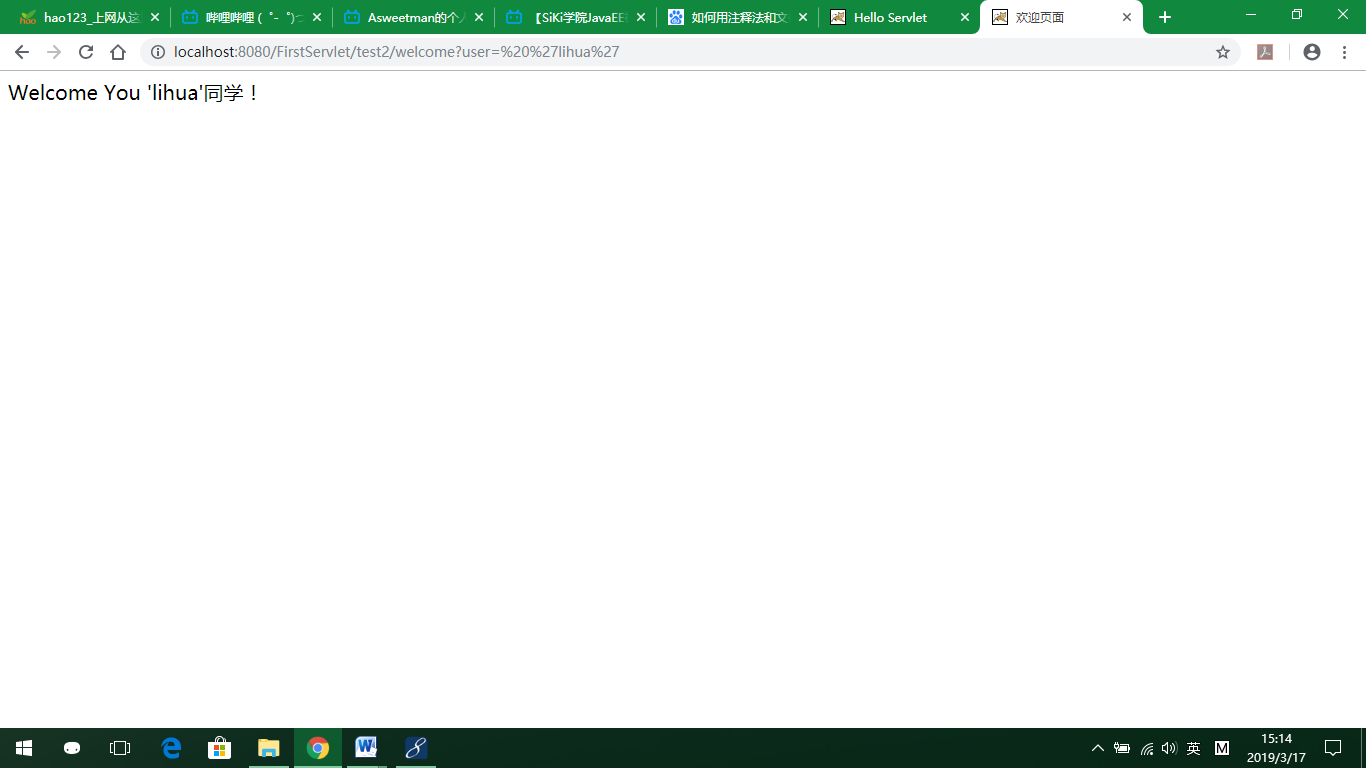 hao123_上网从这
哔哩哔哩 ( ゜- ゜)つ
Asweetman的个人
【SiKi学院JavaEE
如何用注释法和文
Hello Servlet
欢迎页面
localhost:8080/FirstServlet/test2/welcome?user=%20%27lihua%27
Welcome You 'lihua'同学！
英
M
15:14
2019/3/17